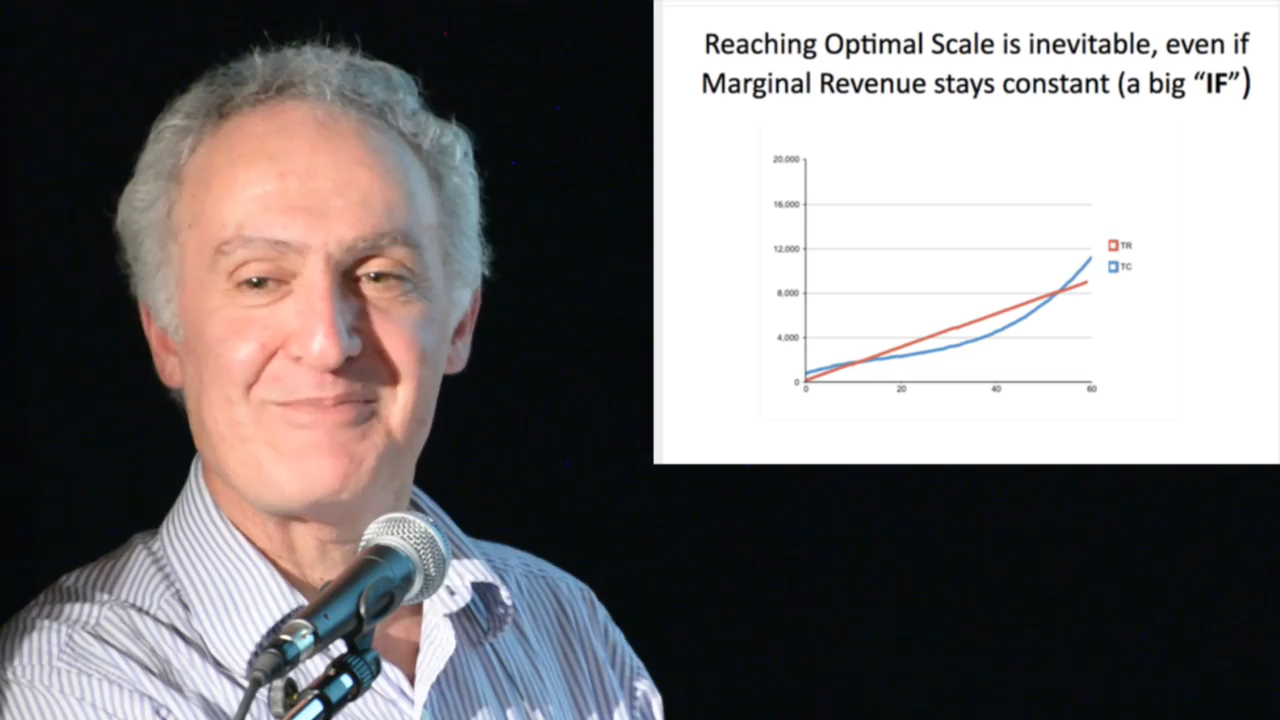 Reaching Optimal Scale is inevitable, even if
Marginal Revenue stays constant (a big “IF”)
20,000
16,000
12,000
8,000
4,000
0
0 20 40 60
TR
TC